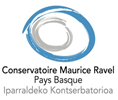 Conservatoire Maurice Ravel
Pays Basque
Iparraldeko Kontserbatorioa